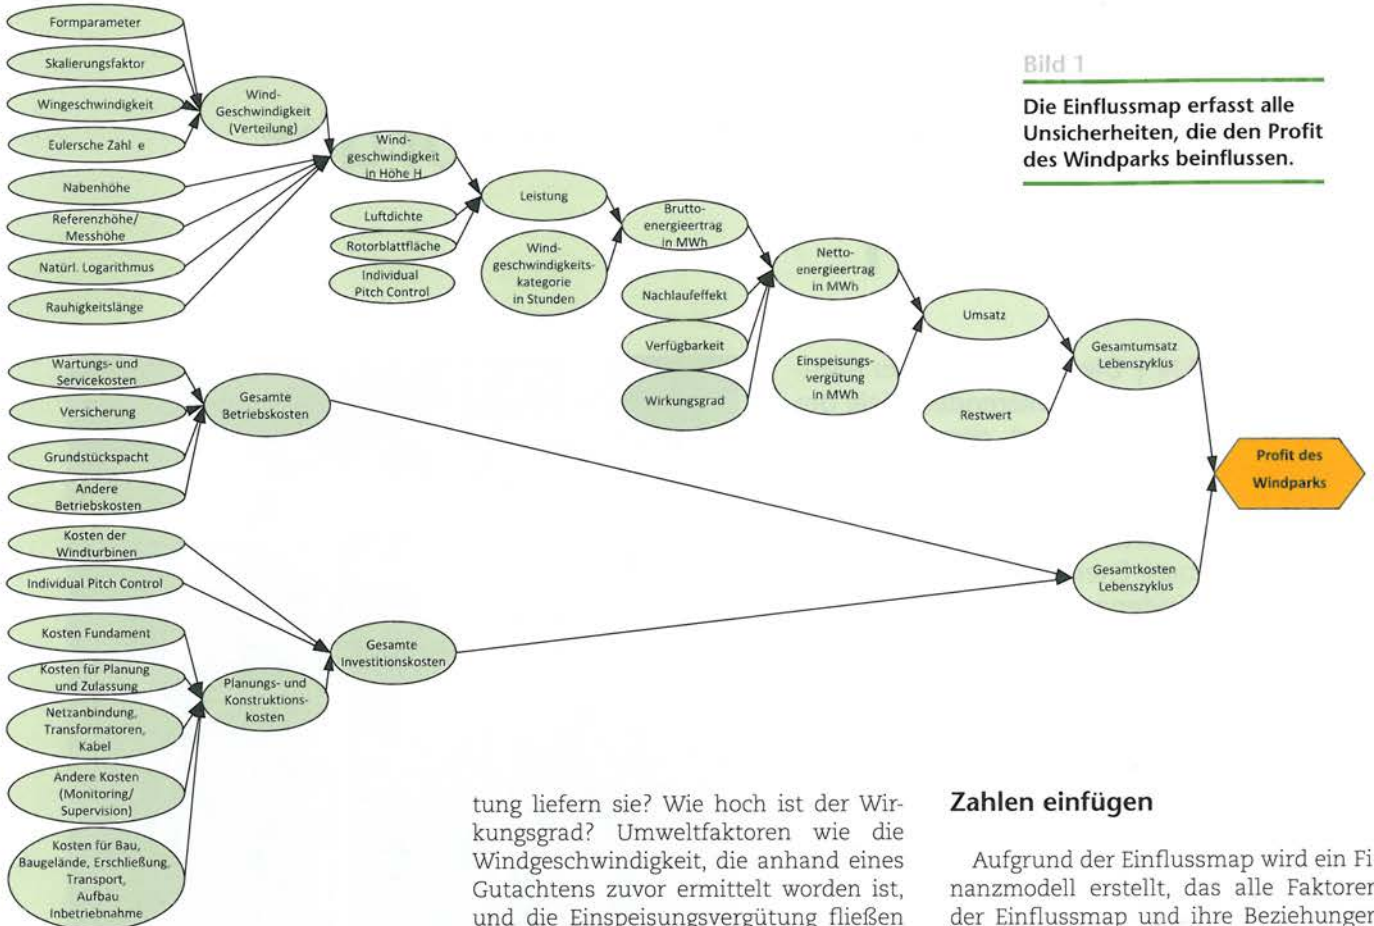 Formparameter
Skalierungsfaktor
Wingeschwindigkeit
Eulersche Zahl e
Nabenhöhe
Referenzhöhe/
Messhöhe
Natürl. Logarithmus
Rauhigkeitslänge
Wind-
Geschwindigkeit
(Verteilung)
Wind-
geschwindigkeit
in Höhe H
Luftdichte
Rotorblattfläche
Individual
Pitch Control
Leistung
Wind-
geschwindigkeits-
kategorie
in Stunden
Brutto-
energieertrag
in MWh
Nachlaufeffekt
Verfügbarkeit
Wirkungsgrad
Netto-
energieertrag
in MWh
Einspeisungs-
vergütung
in MWh
Umsatz
Restwert
Gesamtumsatz
Lebenszyklus
Profit des
Windparks
Wartungs- und
Servicekosten
Versicherung
Grundstückspacht
Andere
Betriebskosten
Gesamte
Betriebskosten
Kosten der
Windturbinen
Individual Pitch Control
Kosten Fundament
Kosten für Planung
und Zulassung
Netzanbindung,
Transformatoren,
Kabel
Andere Kosten
(Monitoring/
Supervision)
Kosten für Bau,
Baugelände, Erschließung,
Transport,
Aufbau
Inbetriebnahme
Planungs- und
Konstruktions-
kosten
Gesamte
Investitionskosten
Gesamtkosten
Lebenszyklus
Bild 1
Die Einflussmap erfasst alle
Unsicherheiten, die den Profit
des Windparks beinflussen.
tung liefern sie? Wie hoch ist der Wir-
kungsgrad? Umweltfaktoren wie die
Windgeschwindigkeit, die anhand eines
Gutachtens zuvor ermittelt worden ist,
und die Einspeisungsvergütung fließen
Zahlen einfügen
Aufgrund der Einflussmap wird ein Fi-
nanzmodell erstellt, das alle Faktoren
der Einflussmap und ihre Beziehungen